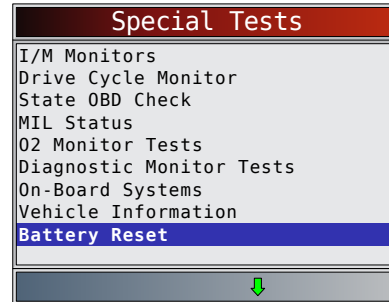 Special Tests
I/M Monitors
Drive Cycle Monitor
State OBD Check
MIL Status
O2 Monitor Tests
Diagnostic Monitor Tests
On-Board Systems
Vehicle Information
Battery Reset